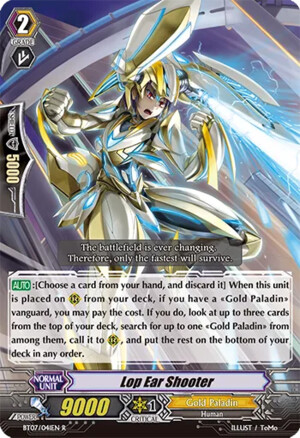 2
GRADE
5000
The battlefield is ever changing.
Therefore, only the fastest will survive.
AUTO:[Choose a card from your hand, and discard it] When this
unit is placed on from your deck, if you have a «Gold Paladin»
vanguard, you may pay the cost. If you do, look at up to three cards
from the top of your deck, search for up to one «Gold Paladin» from
among them, call it to , and put the rest on the bottom of your
deck in any order.
NORMAL
UNIT
Lop Ear Shooter
POWER
9000
1
CRITICAL
Gold Paladin
Human
BT07/041EN R
ILLUST / TeMo